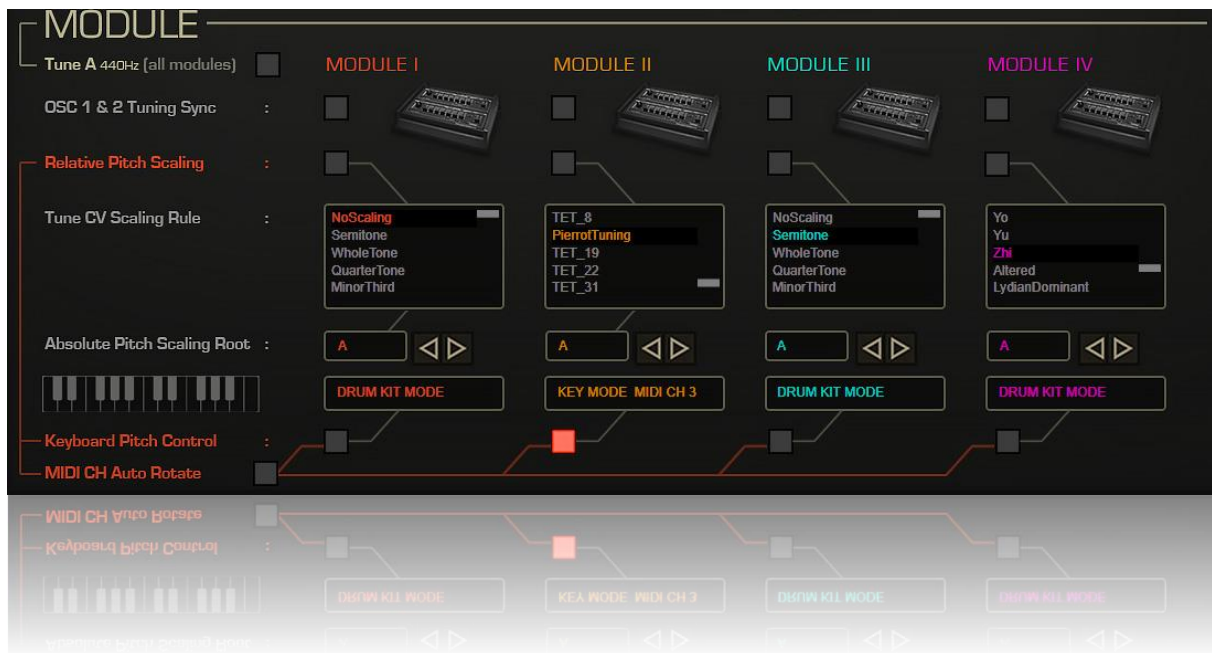 MODULE
Tune A 440Hz (all modules) MODULE I MODULE II MODULE III MODULE IV
OSC 1 & 2 Tuning Sync :
Relative Pitch Scaling :
Tune CV Scaling Rule : NoScaling TET_8 NoScaling Yo
Semitone PierrotTuning Semitone Yu
WholeTone TET_19 WholeTone Zhi
QuarterTone TET_22 QuarterTone Altered
MinorThird TET_31 MinorThird LydianDominant
Absolute Pitch Scaling Root : A A A A
DRUM KIT MODE KEY MODE MIDI CH 3 DRUM KIT MODE DRUM KIT MODE
Keyboard Pitch Control :
MIDI CH Auto Rotate